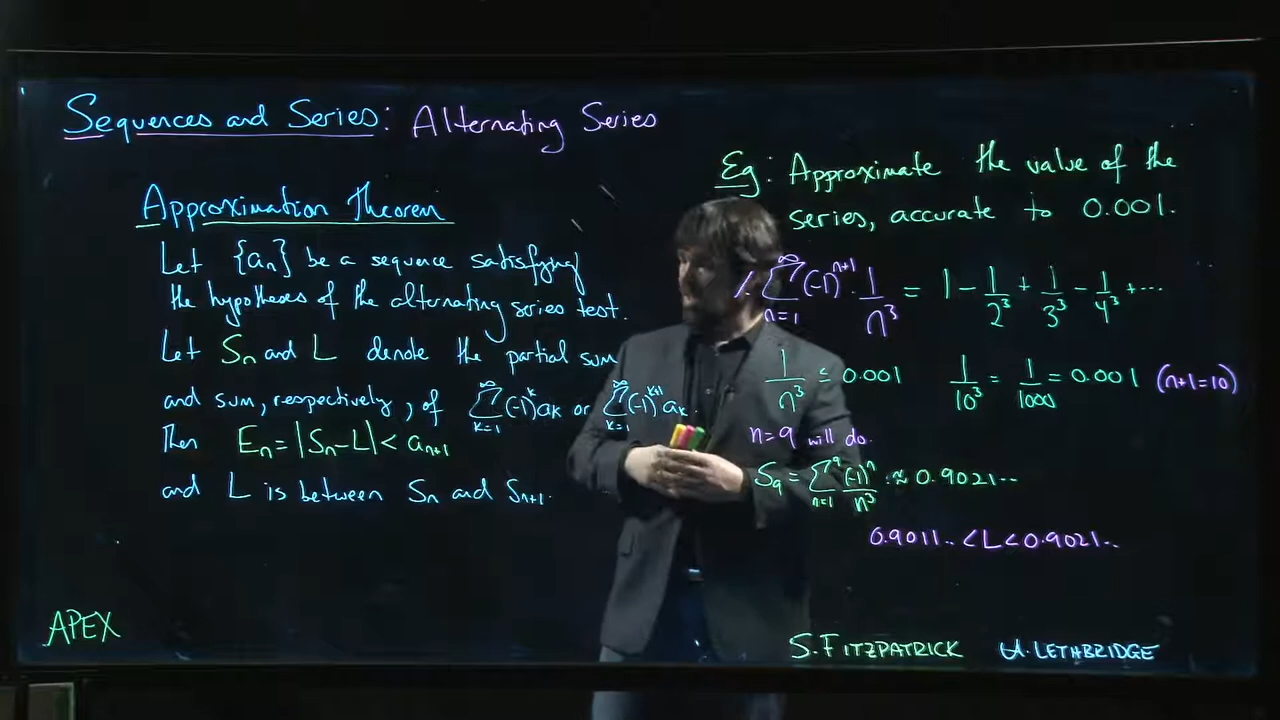 Sequences and Series: Alternating Series
Approximation Theorem
Let {aₙ} be a sequence satisfying
the hypotheses of the alternating series test.
Let Sₙ and L denote the partial sum
and sum, respectively, of ∑_{k=1}^{∞} (-1)^k aₖ or ∑_{k=1}^{∞} (-1)^{k+1} aₖ.
Then Eₙ = |Sₙ-L| < aₙ₊₁
and L is between Sₙ and Sₙ₊₁.
Eg: Approximate the value of the
series, accurate to 0.001.
1. ∑_{n=1}^{∞} (-1)^{n+1} · 1/n³ = 1 - 1/2³ + 1/3³ - 1/4³ + ...
1/n³ ≤ 0.001 1/10³ = 1/1000 = 0.001 (n+1=10)
n=9 will do.
S₉ = ∑_{n=1}^{9} (-1)^n/n³ ≈ 0.9021...
0.9011.. < L < 0.9021..
APEX
S. FITZPATRICK U. LETHBRIDGE